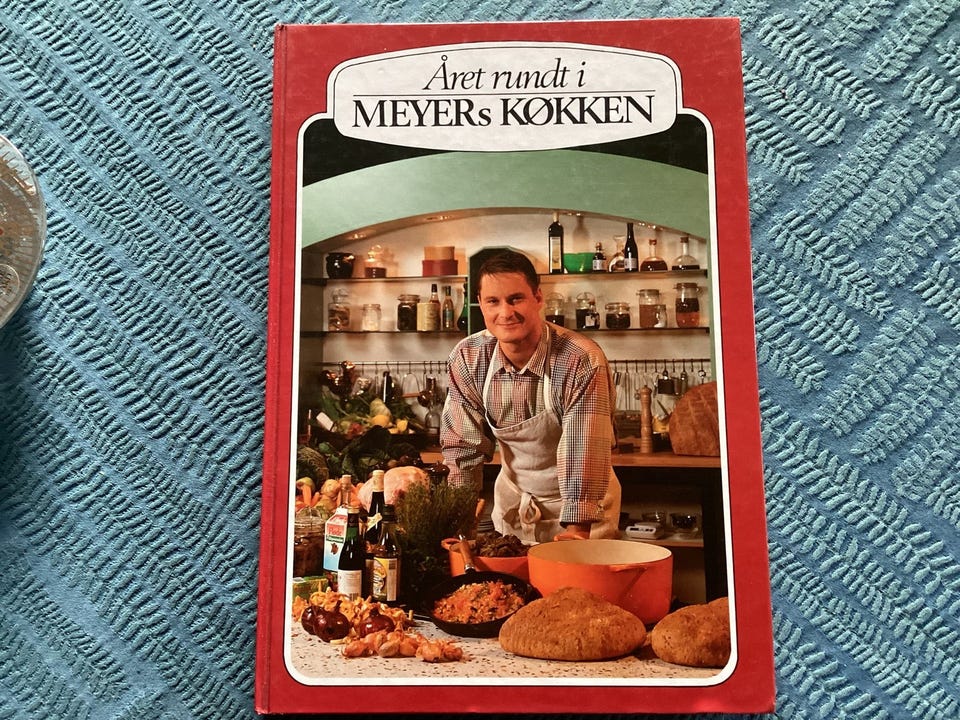 Året rundt i
MEYERs KØKKEN